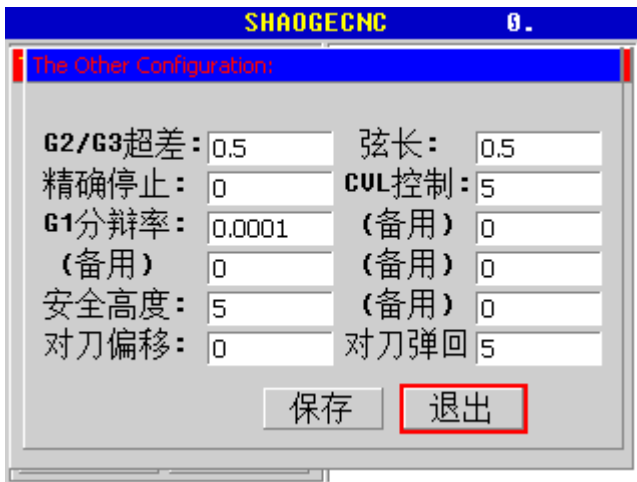 SHAOGECNC 0.
The Other Configuration:
G2/G3超差: 0.5 弦长: 0.5
精确停止: 0 CVL控制: 5
G1分辩率: 0.0001 (备用) 0
(备用) 0 (备用) 0
安全高度: 5 (备用) 0
对刀偏移: 0 对刀弹回 5
保存 退出